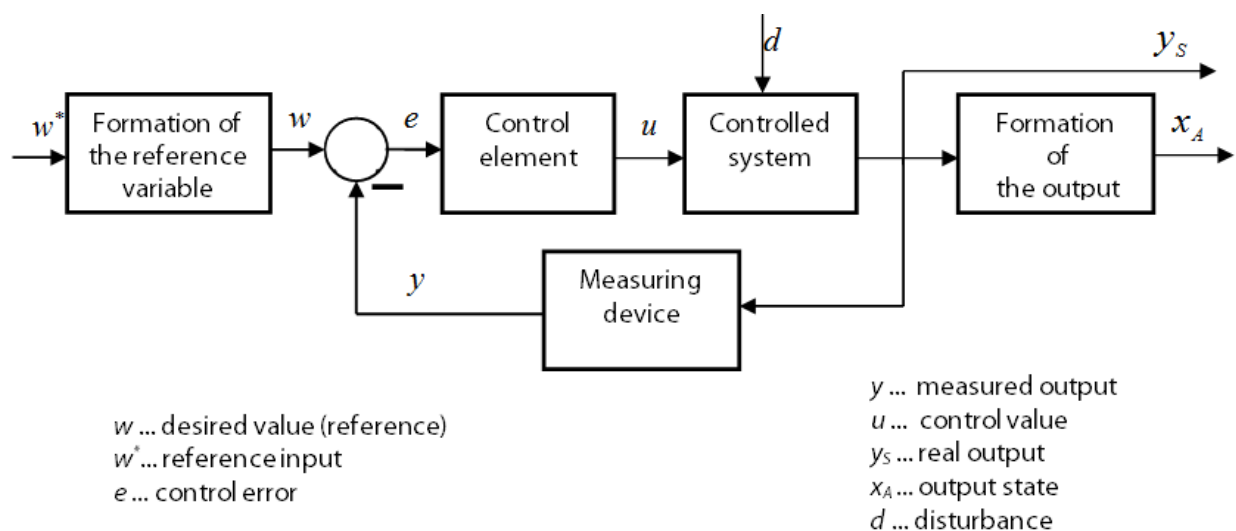 d
y_S
w*
Formation of
the reference
variable
w
e
Control
element
u
Controlled
system
Formation
of
the output
x_A
y
Measuring
device
w ... desired value (reference)
w*... reference input
e ... control error
y ... measured output
u ... control value
y_S ... real output
x_A ... output state
d ... disturbance